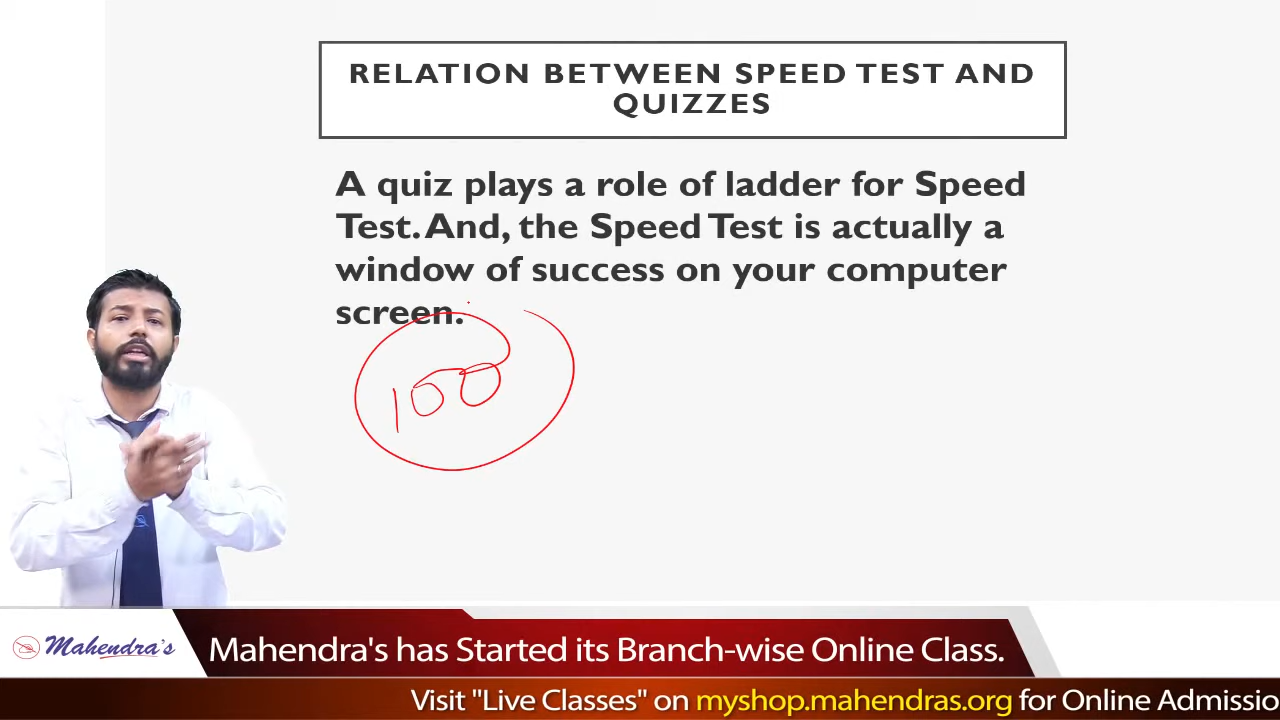 RELATION BETWEEN SPEED TEST AND
QUIZZES
A quiz plays a role of ladder for Speed
Test. And, the Speed Test is actually a
window of success on your computer
screen.
100
Mahendra's
Mahendra's has Started its Branch-wise Online Class.
Visit "Live Classes" on myshop.mahendras.org for Online Admissio